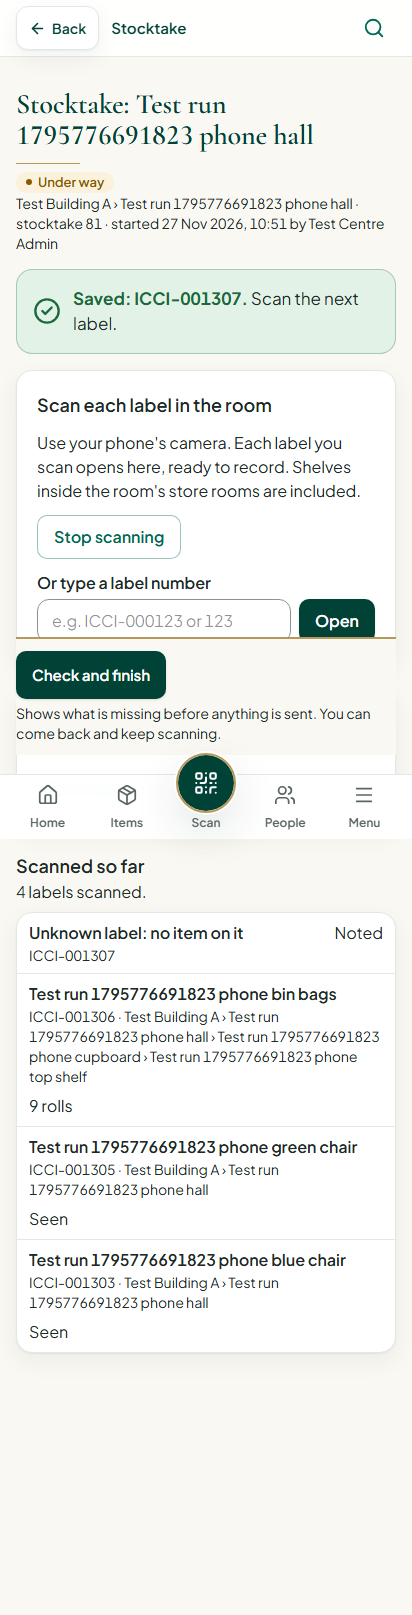 Back
Stocktake
Stocktake: Test run
1795776691823 phone hall
Under way
Test Building A › Test run 1795776691823 phone hall ·
stocktake 81 · started 27 Nov 2026, 10:51 by Test Centre
Admin
Saved: ICCI-001307. Scan the next
label.
Scan each label in the room
Use your phone's camera. Each label you
scan opens here, ready to record. Shelves
inside the room's store rooms are included.
Stop scanning
Or type a label number
e.g. ICCI-000123 or 123
Open
Check and finish
Shows what is missing before anything is sent. You can
come back and keep scanning.
Home
Items
Scan
People
Menu
Scanned so far
4 labels scanned.
Unknown label: no item on it
Noted
ICCI-001307
Test run 1795776691823 phone bin bags
ICCI-001306 · Test Building A › Test run
1795776691823 phone hall › Test run 1795776691823
phone cupboard › Test run 1795776691823 phone
top shelf
9 rolls
Test run 1795776691823 phone green chair
ICCI-001305 · Test Building A › Test run
1795776691823 phone hall
Seen
Test run 1795776691823 phone blue chair
ICCI-001303 · Test Building A › Test run
1795776691823 phone hall
Seen